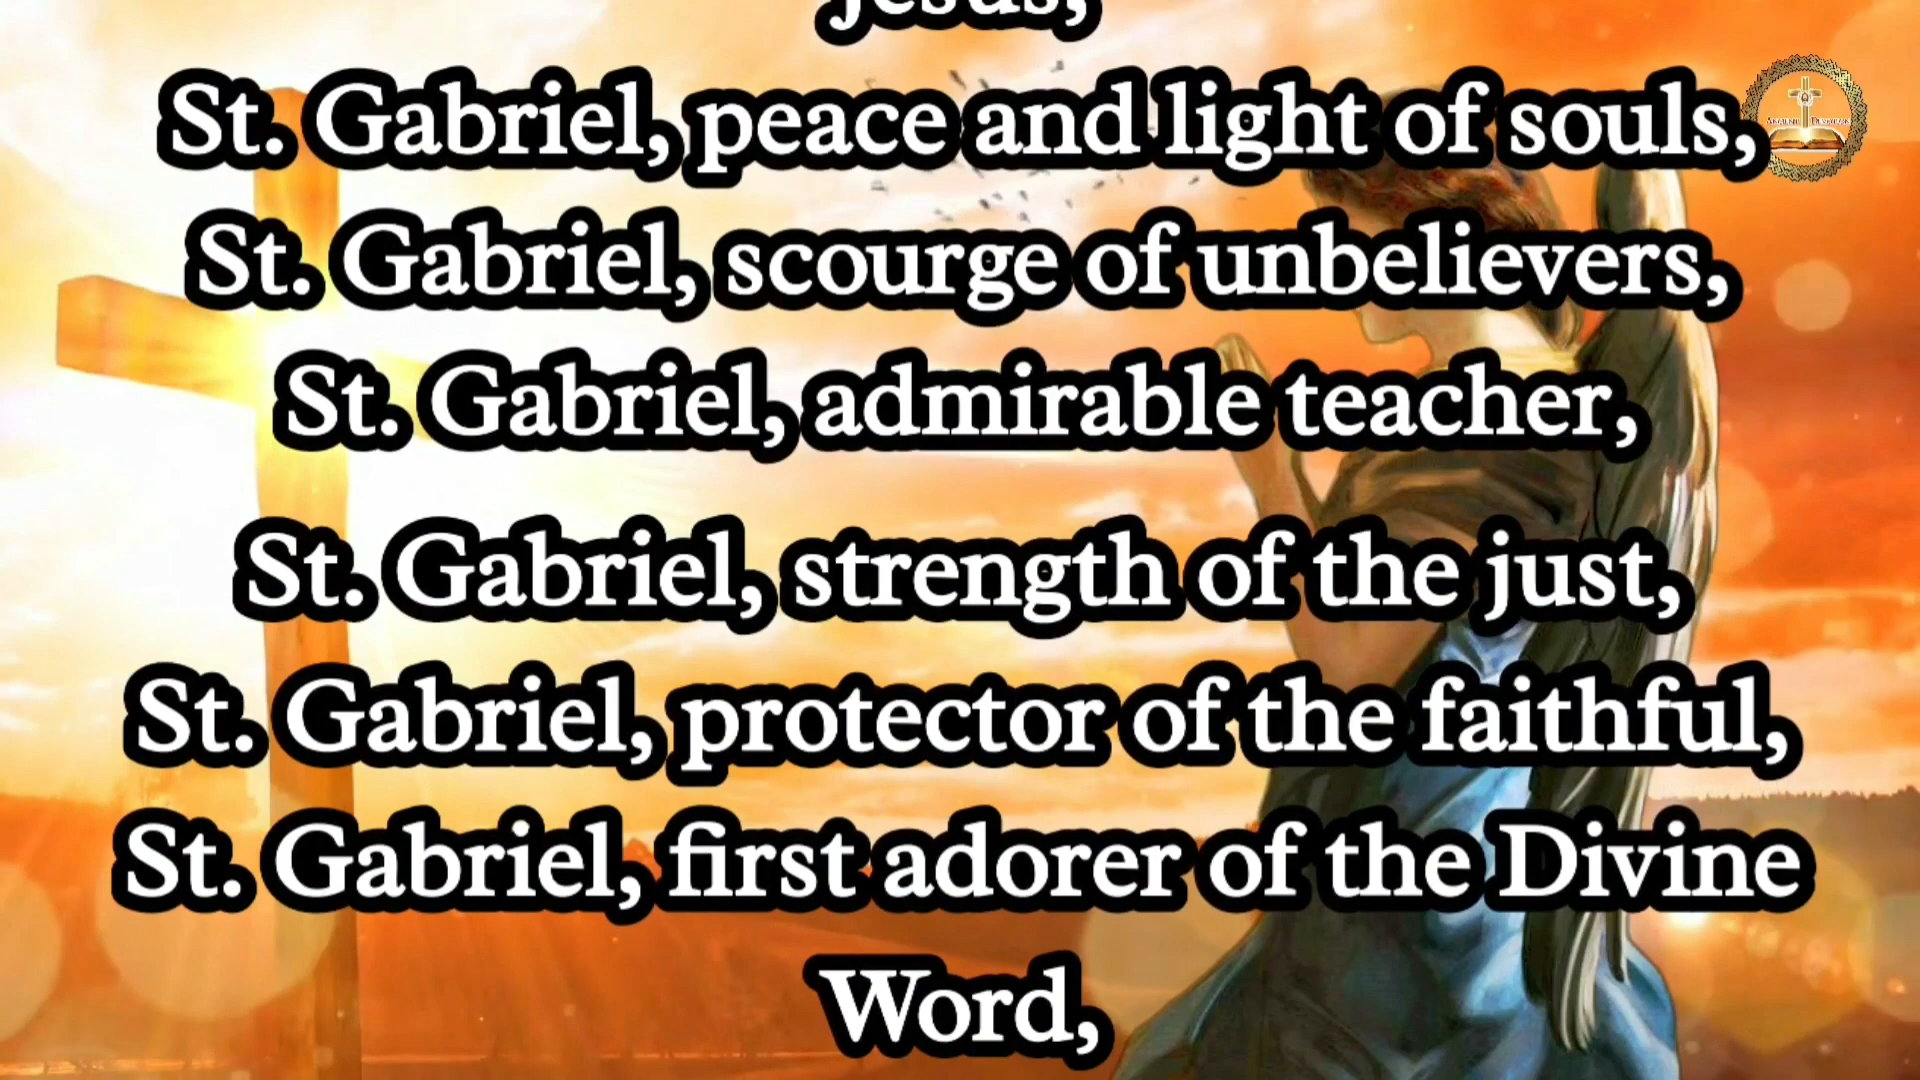 Jesus,
St. Gabriel, peace and light of souls,
St. Gabriel, scourge of unbelievers,
St. Gabriel, admirable teacher,
St. Gabriel, strength of the just,
St. Gabriel, protector of the faithful,
St. Gabriel, first adorer of the Divine
Word,